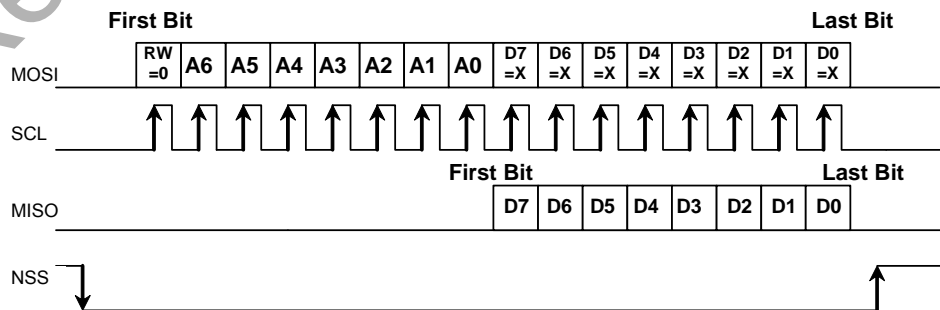 First Bit Last Bit
MOSI RW =0 A6 A5 A4 A3 A2 A1 A0 D7 =X D6 =X D5 =X D4 =X D3 =X D2 =X D1 =X D0 =X
SCL
First Bit Last Bit
MISO D7 D6 D5 D4 D3 D2 D1 D0
NSS